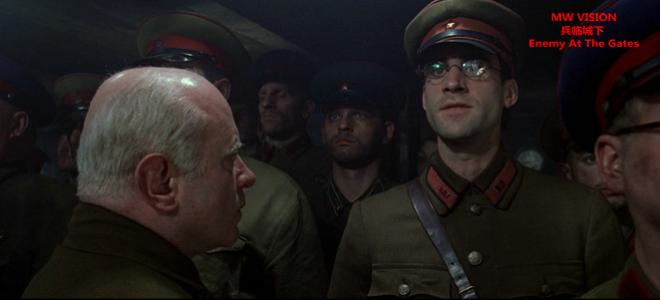 MW VISION
兵临城下
Enemy At The Gates